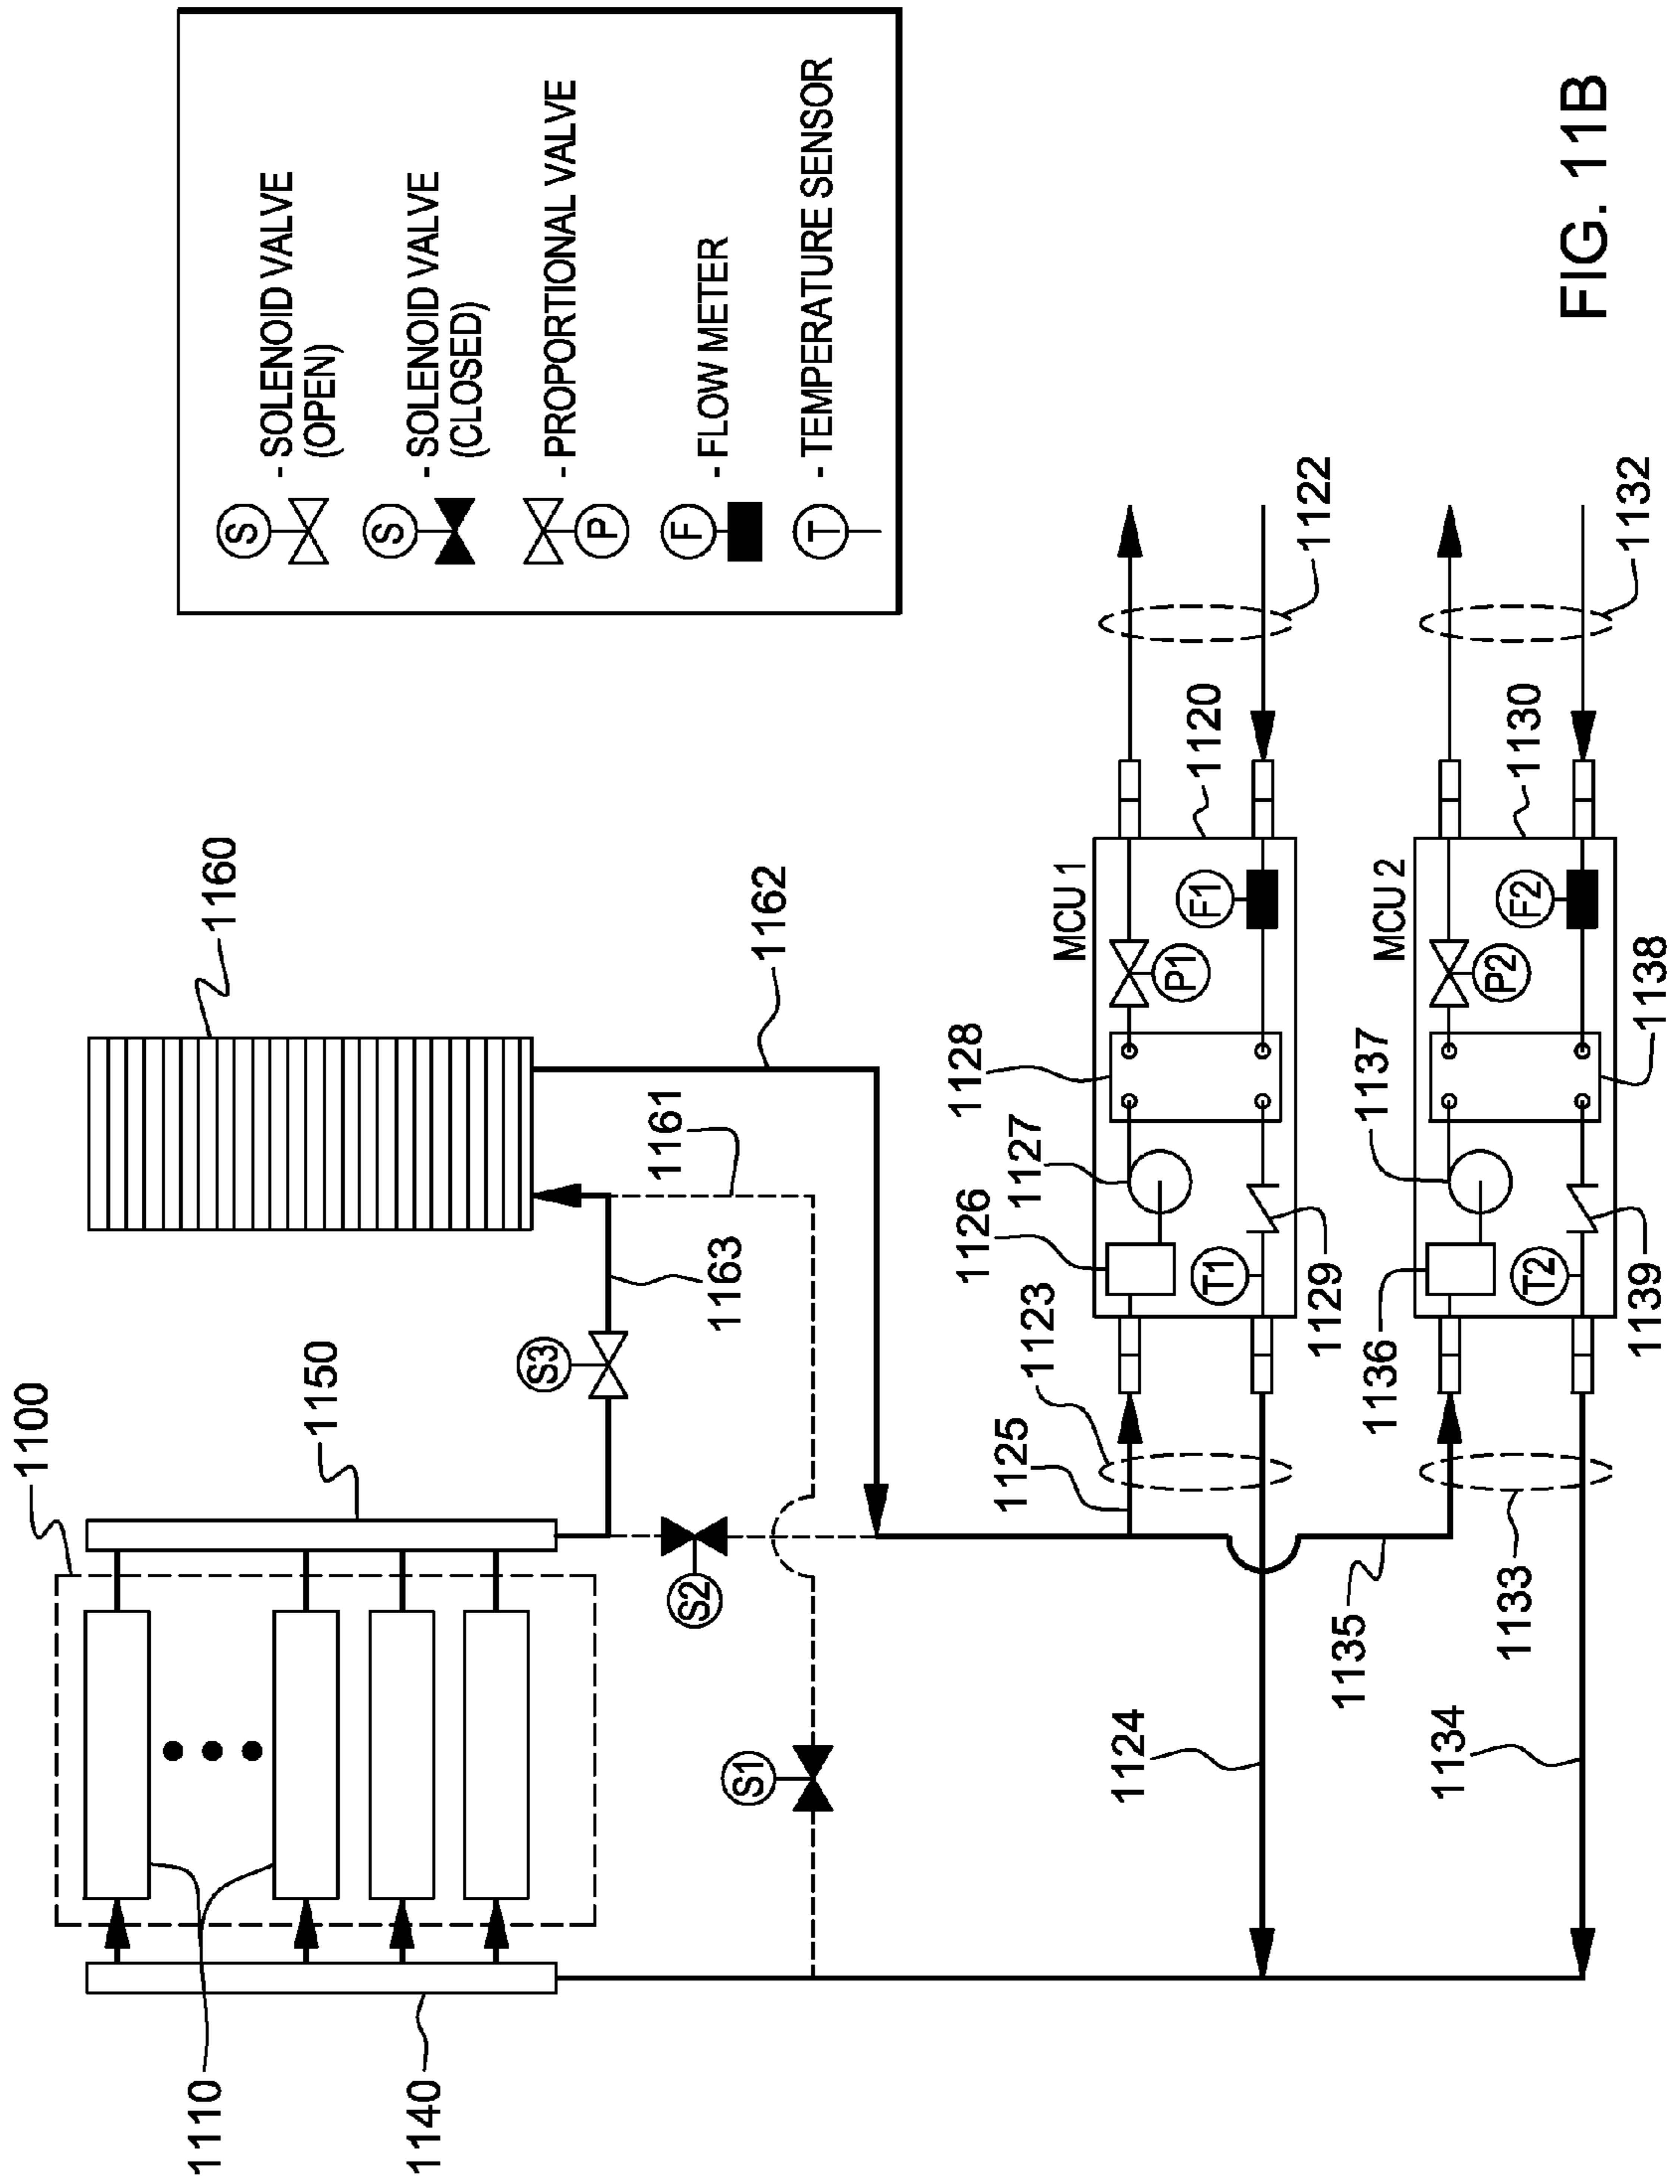 1100
1110
1140
1150
1160
1161
1162
1163
S1
S2
S3
S
- SOLENOID VALVE
(OPEN)
S
- SOLENOID VALVE
(CLOSED)
P
- PROPORTIONAL VALVE
F
- FLOW METER
T
- TEMPERATURE SENSOR
1124
1125
1123
1126
1127
1128
MCU 1
1120
1122
P1
F1
T1
1129
1134
1135
1133
1136
1137
1138
MCU 2
1130
1132
P2
F2
T2
1139
FIG. 11B